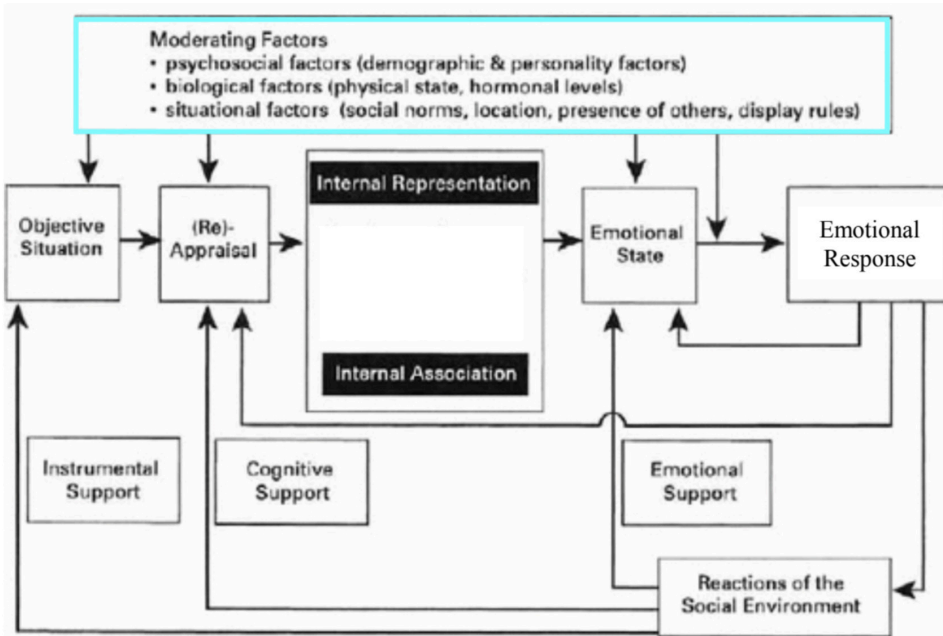 Moderating Factors
• psychosocial factors (demographic & personality factors)
• biological factors (physical state, hormonal levels)
• situational factors (social norms, location, presence of others, display rules)
Objective
Situation
(Re)-
Appraisal
Internal Representation
Internal Association
Emotional
State
Emotional
Response
Instrumental
Support
Cognitive
Support
Emotional
Support
Reactions of the
Social Environment